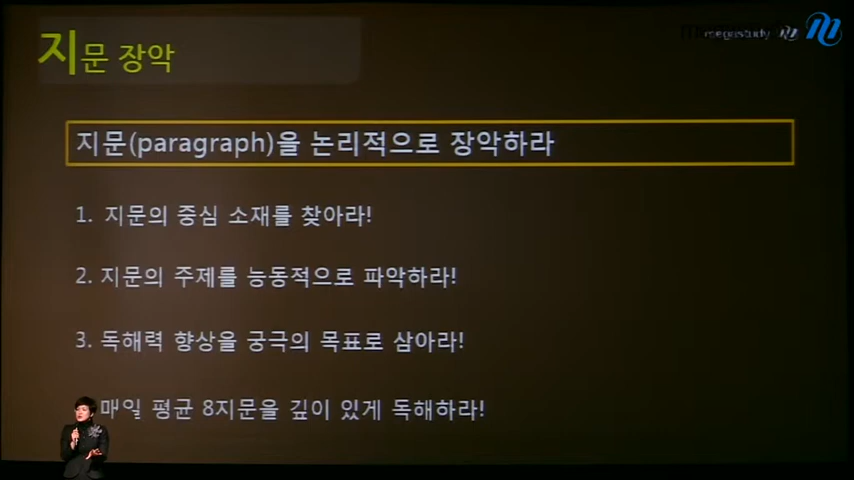 지문 장악
megastudy
지문(paragraph)을 논리적으로 장악하라
1. 지문의 중심 소재를 찾아라!
2. 지문의 주제를 능동적으로 파악하라!
3. 독해력 향상을 궁극의 목표로 삼아라!
매일 평균 8지문을 깊이 있게 독해하라!